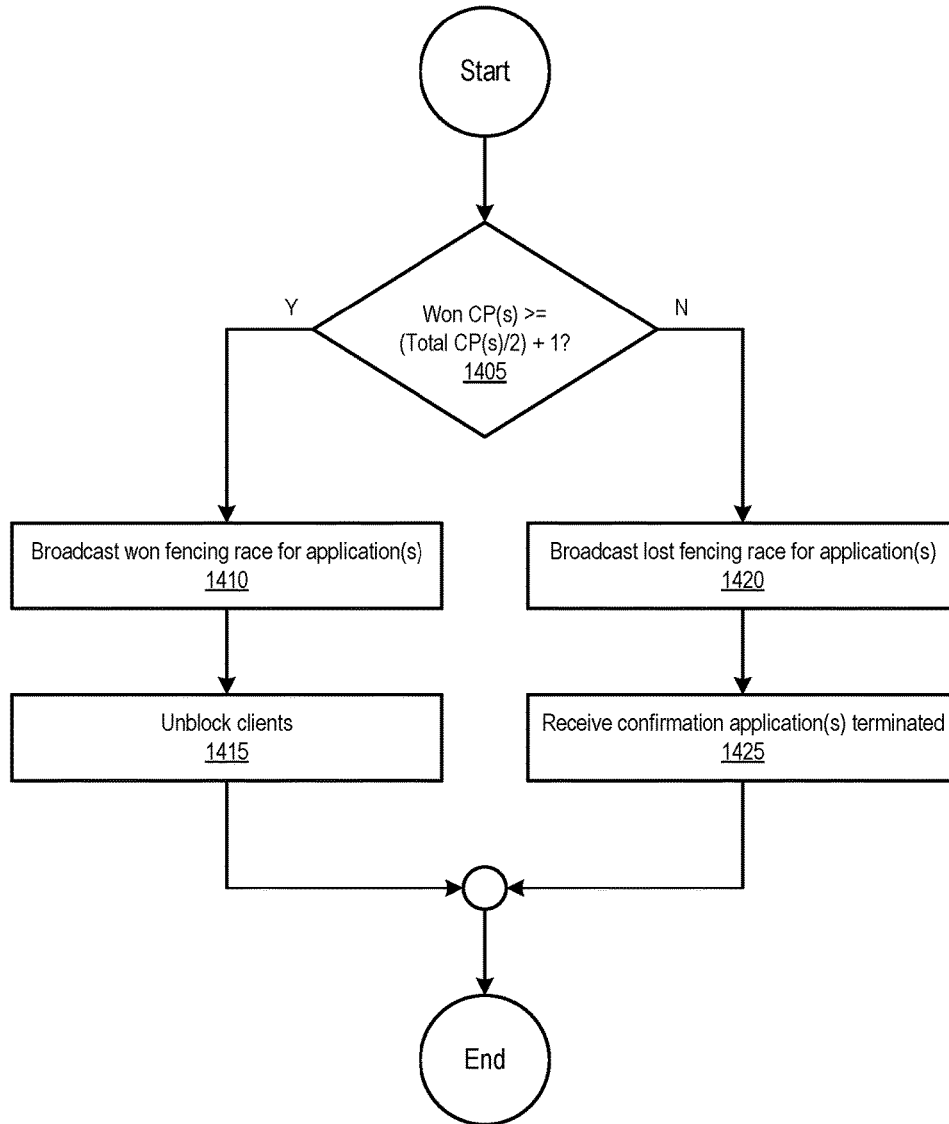 Start
Y
N
Won CP(s) >=
(Total CP(s)/2) + 1?
1405
Broadcast won fencing race for application(s)
1410
Broadcast lost fencing race for application(s)
1420
Unblock clients
1415
Receive confirmation application(s) terminated
1425
End